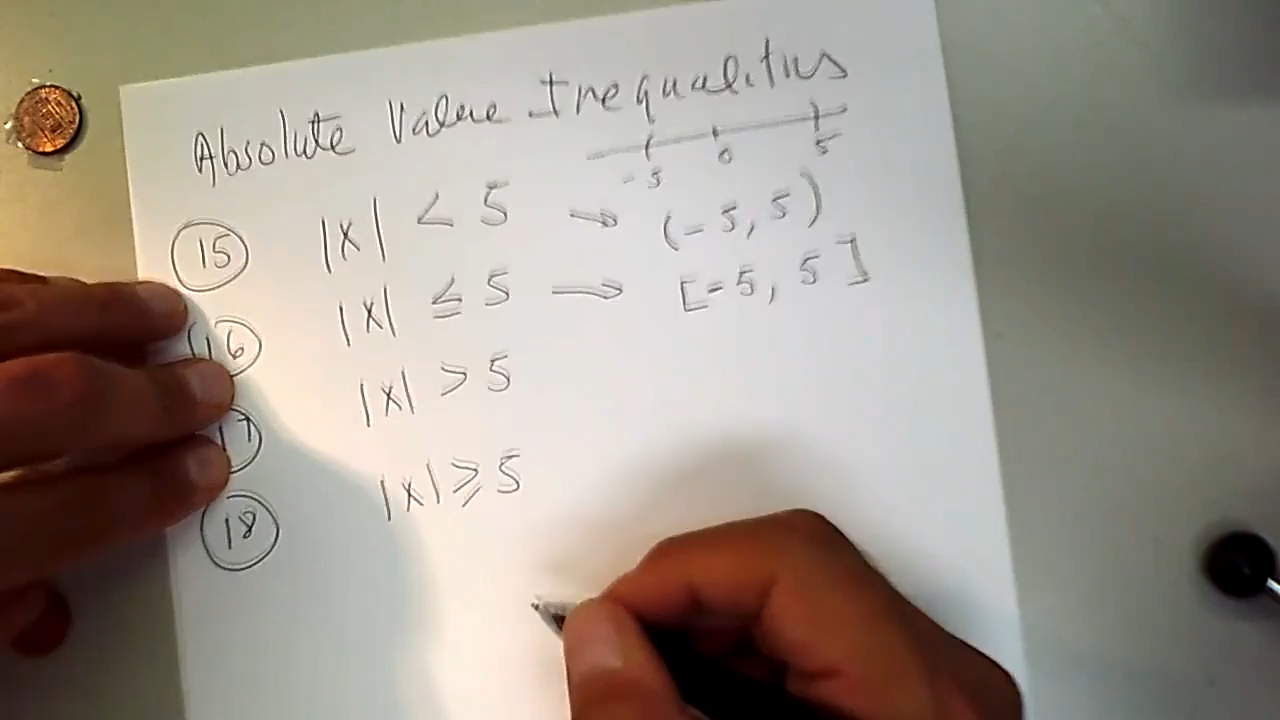 Absolute Value Inequalities
-5 0 5
15 |x| < 5 → (-5, 5)
16 |x| ≤ 5 → [-5, 5]
17 |x| > 5
18 |x| ≥ 5